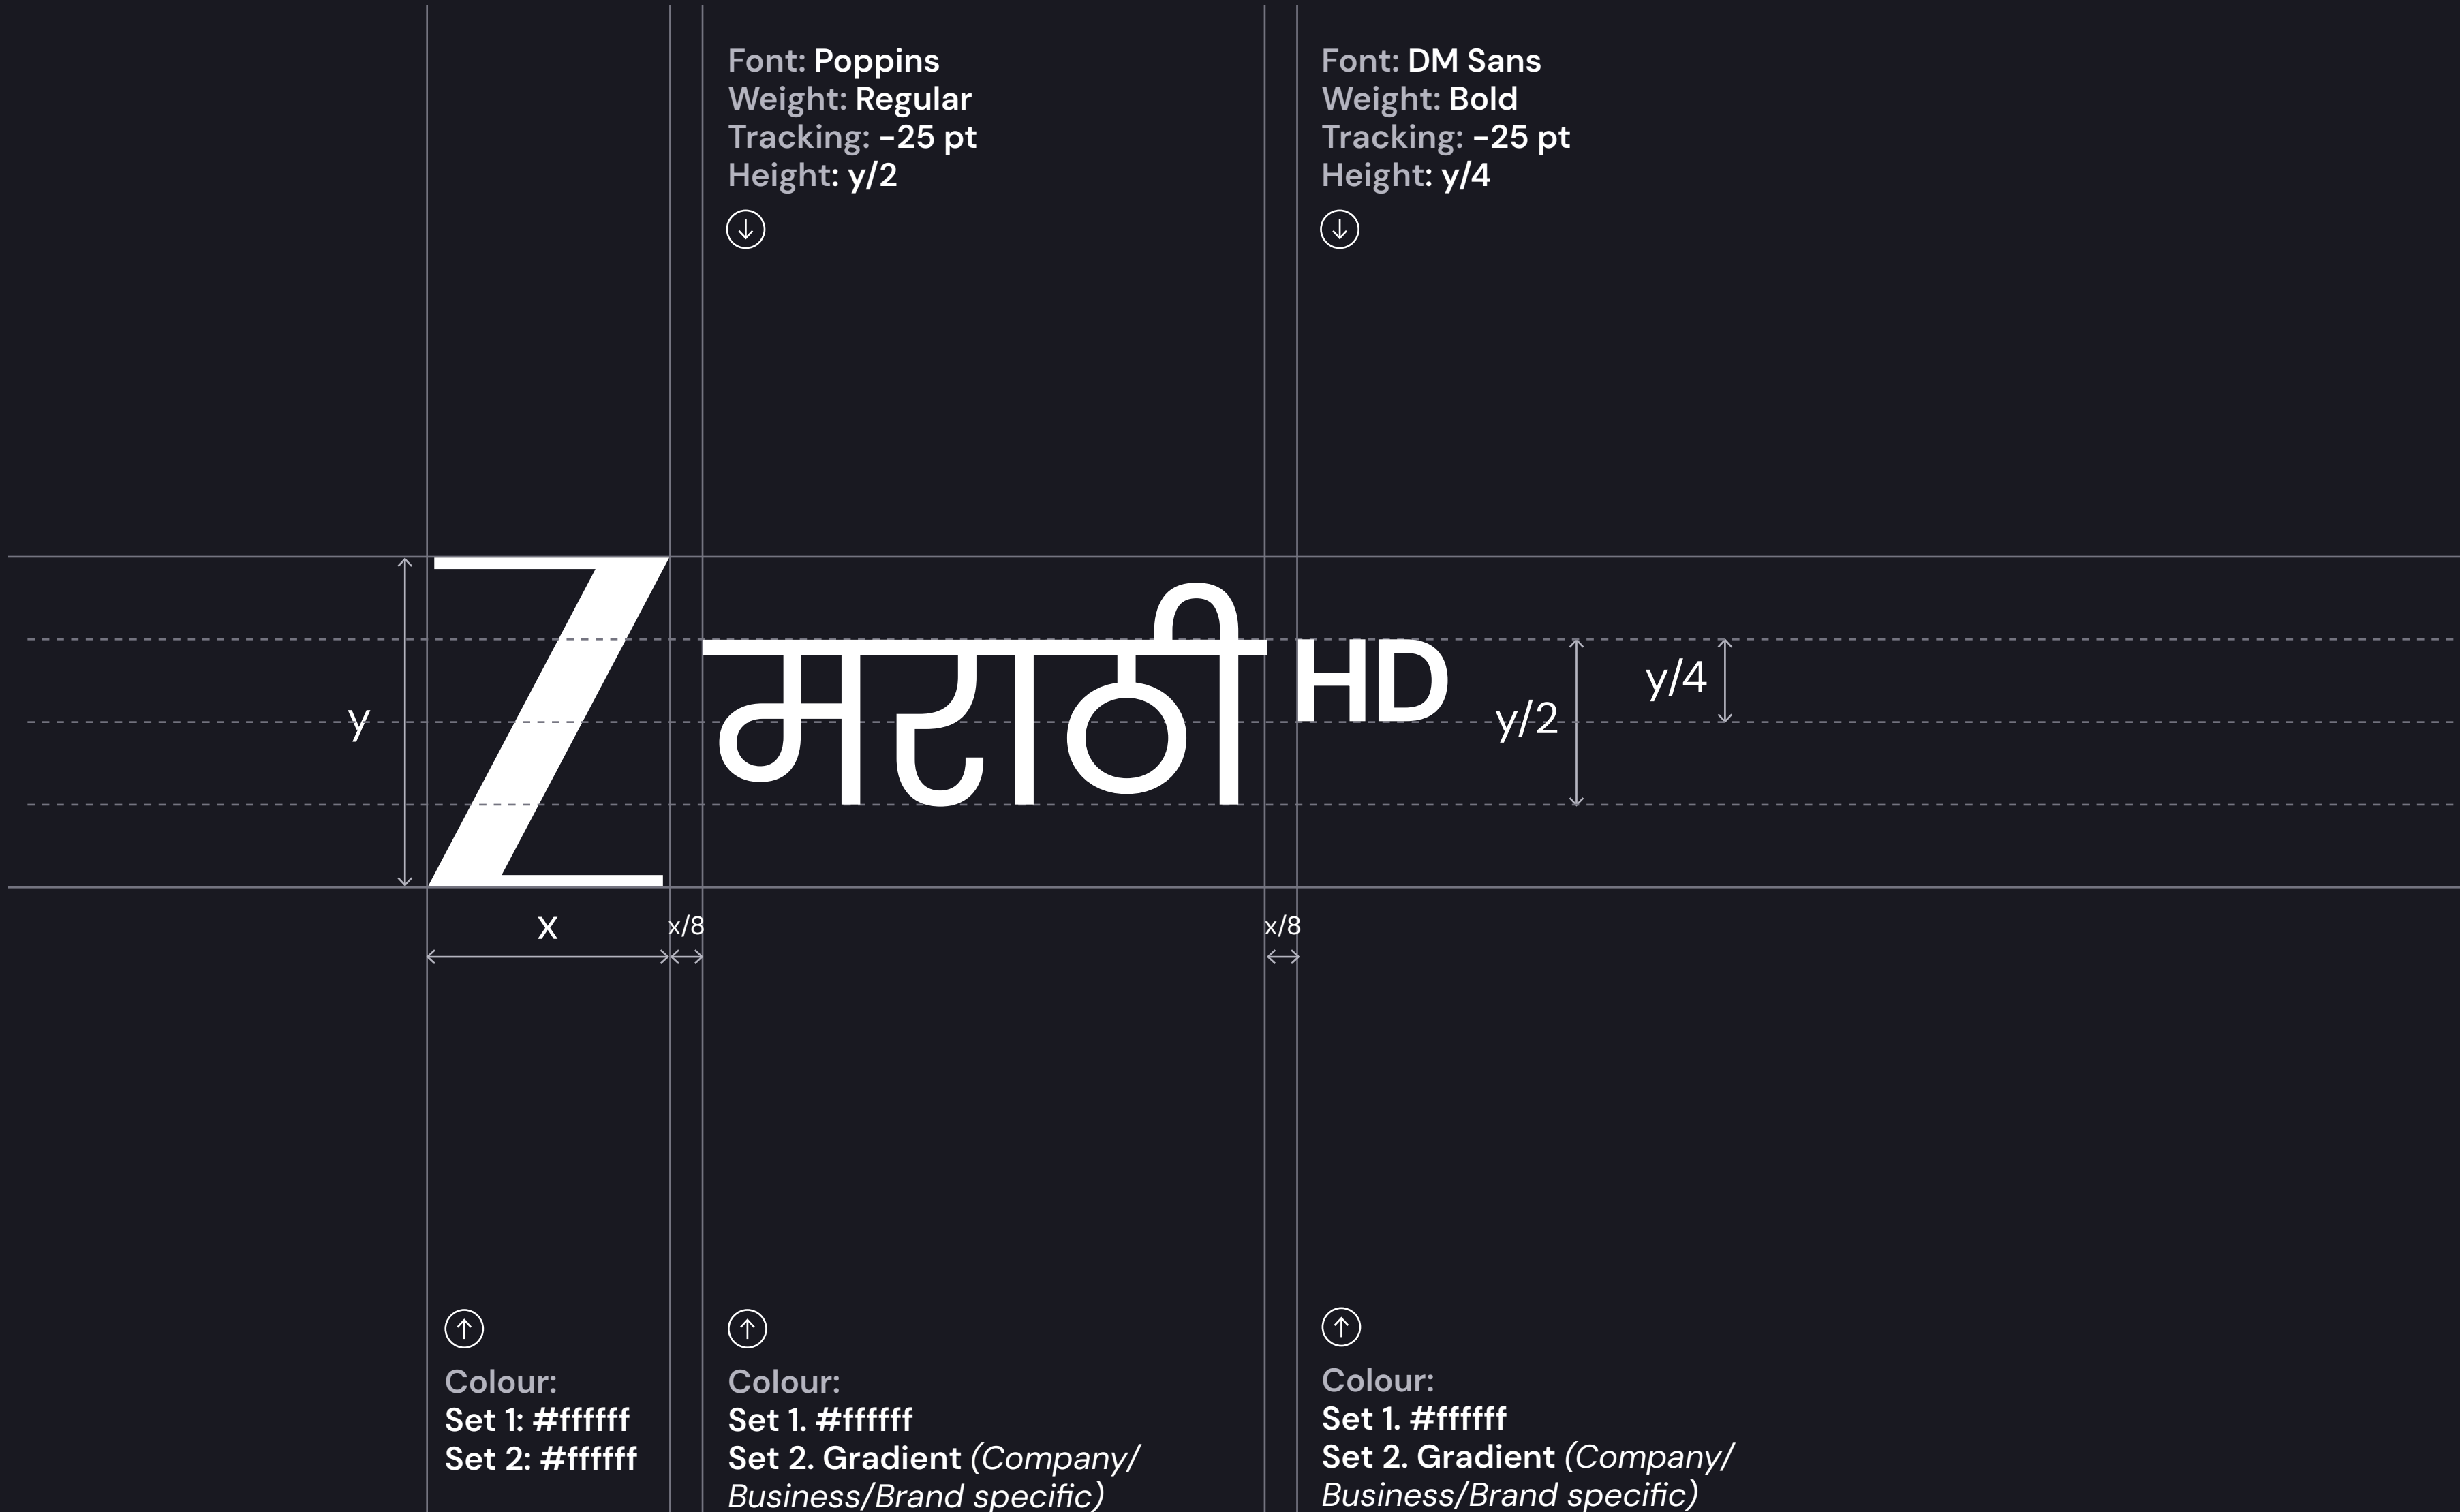 Font: Poppins
Weight: Regular
Tracking: -25 pt
Height: y/2
Font: DM Sans
Weight: Bold
Tracking: -25 pt
Height: y/4
Z मराठी HD
y
y/2
y/4
x
x/8
x/8
Colour:
Set 1: #ffffff
Set 2: #ffffff
Colour:
Set 1. #ffffff
Set 2. Gradient (Company/
Business/Brand specific)
Colour:
Set 1. #ffffff
Set 2. Gradient (Company/
Business/Brand specific)